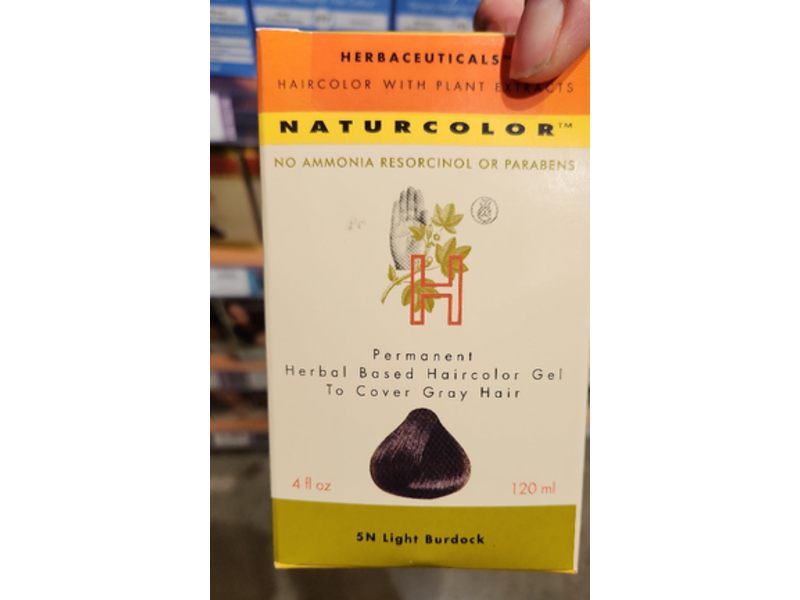 HERBACEUTICALS™
HAIRCOLOR WITH PLANT EXTRACTS
NATURCOLOR™
NO AMMONIA RESORCINOL OR PARABENS
H
Permanent
Herbal Based Haircolor Gel
To Cover Gray Hair
4 fl oz 120 ml
5N Light Burdock